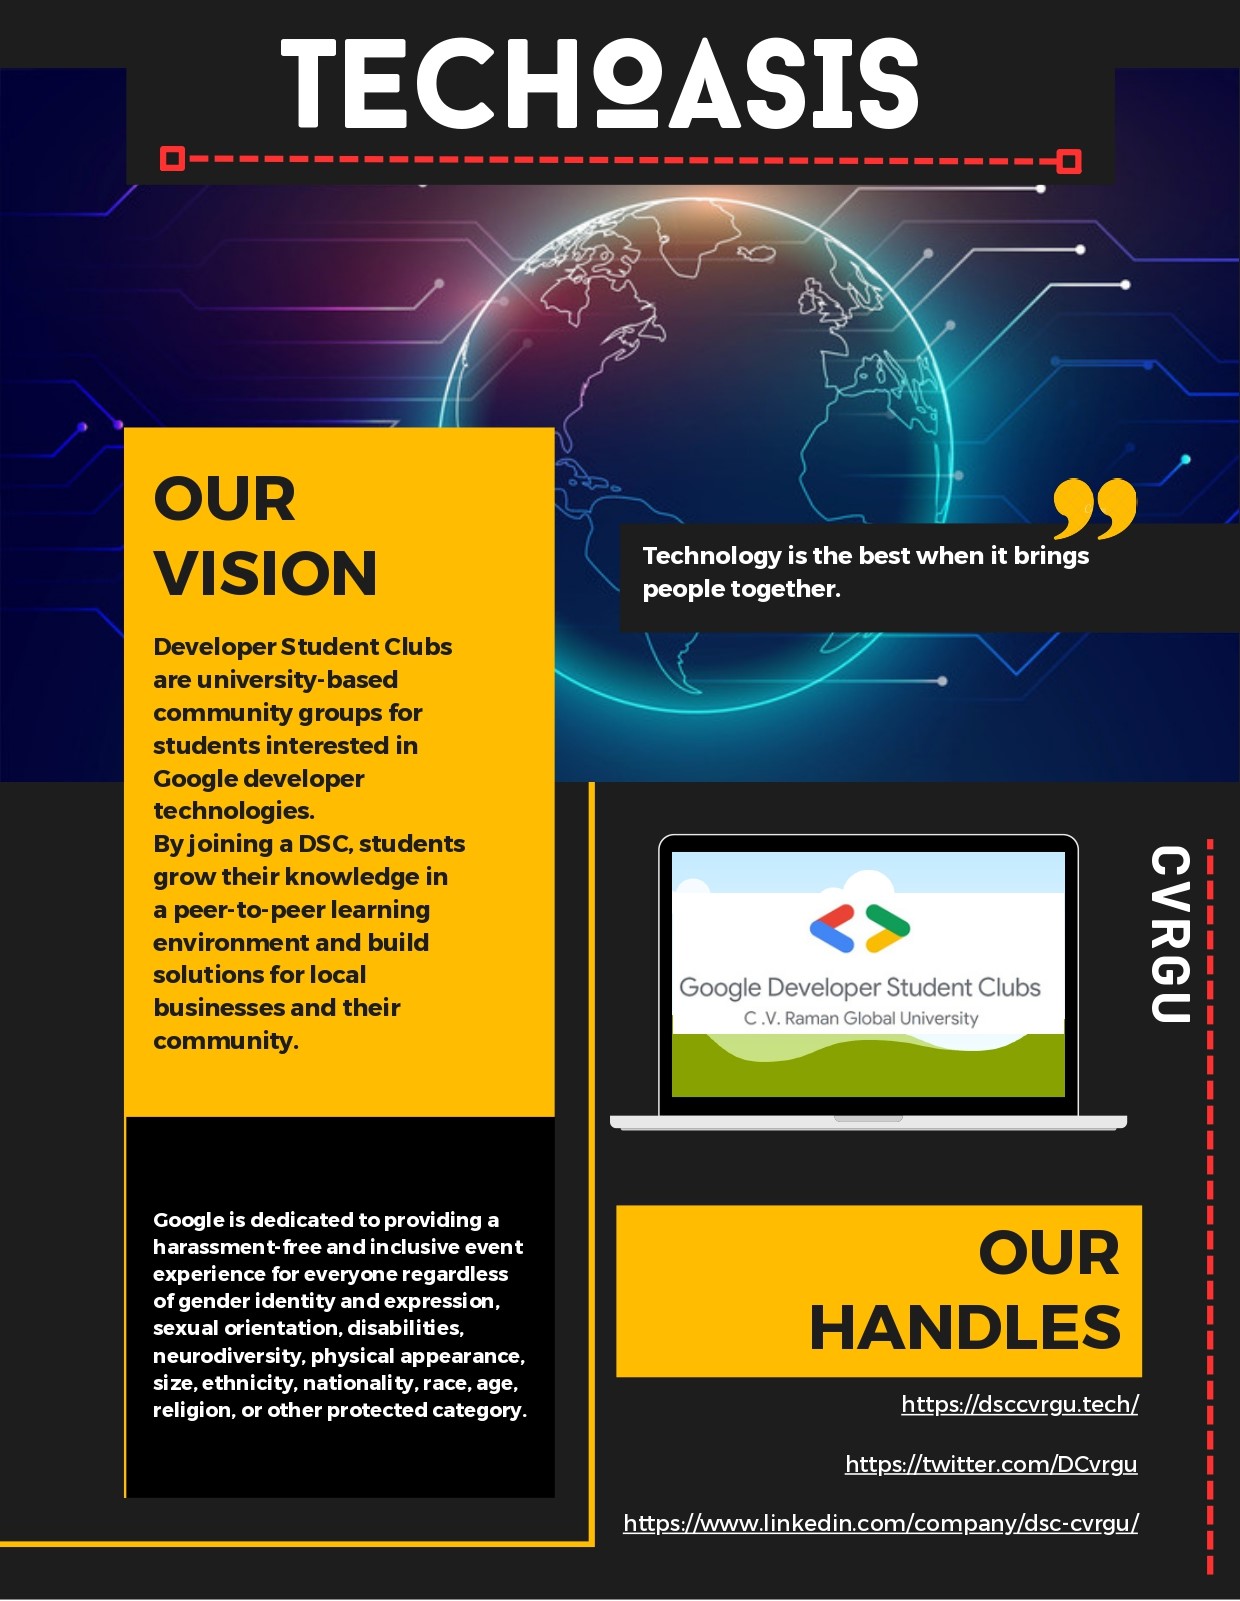 TECHOASIS
OUR
VISION
Developer Student Clubs
are university-based
community groups for
students interested in
Google developer
technologies.
By joining a DSC, students
grow their knowledge in
a peer-to-peer learning
environment and build
solutions for local
businesses and their
community.
Google is dedicated to providing a
harassment-free and inclusive event
experience for everyone regardless
of gender identity and expression,
sexual orientation, disabilities,
neurodiversity, physical appearance,
size, ethnicity, nationality, race, age,
religion, or other protected category.
”
Technology is the best when it brings
people together.
Google Developer Student Clubs
C .V. Raman Global University
CVRGU
OUR
HANDLES
https://dsccvrgu.tech/
https://twitter.com/DCvrgu
https://www.linkedin.com/company/dsc-cvrgu/